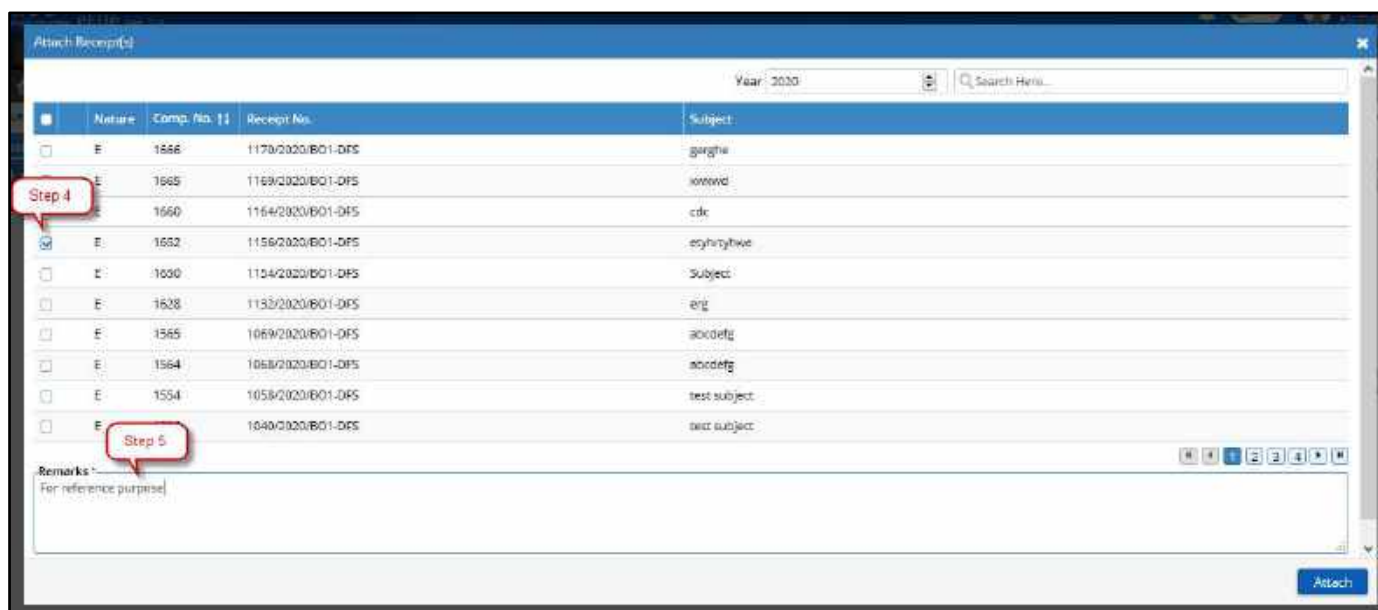 Attach Receipt(s)
Year 2020 Search Here...
Nature Comp. No. Receipt No. Subject
E 1666 1170/2020/BO1-DFS gerghe
E 1665 1169/2020/BO1-DFS
Step 4
1660 1164/2020/BO1-DFS cdc
E 1652 1156/2020/BO1-DFS
E 1650 1154/2020/BO1-DFS Subject
E 1628 1132/2020/BO1-DFS erg
E 1565 1069/2020/BO1-DFS abcdefg
E 1564 1068/2020/BO1-DFS abcdefg
E 1554 1058/2020/BO1-DFS test subject
E 1040/2020/BO1-DFS test subject
Step 5
1 2 3 4
Remarks *
For reference purpose
Attach